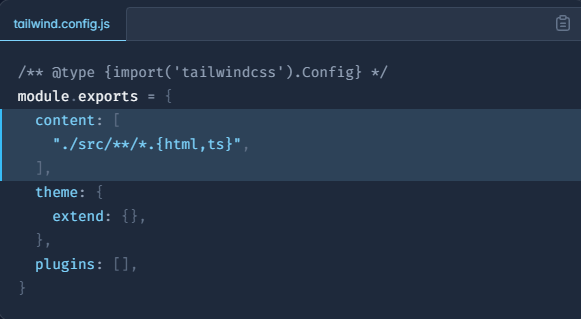 tailwind.config.js
/** @type {import('tailwindcss').Config} */
module.exports = {
  content: [
    "./src/**/*.{html,ts}",
  ],
  theme: {
    extend: {},
  },
  plugins: [],
}